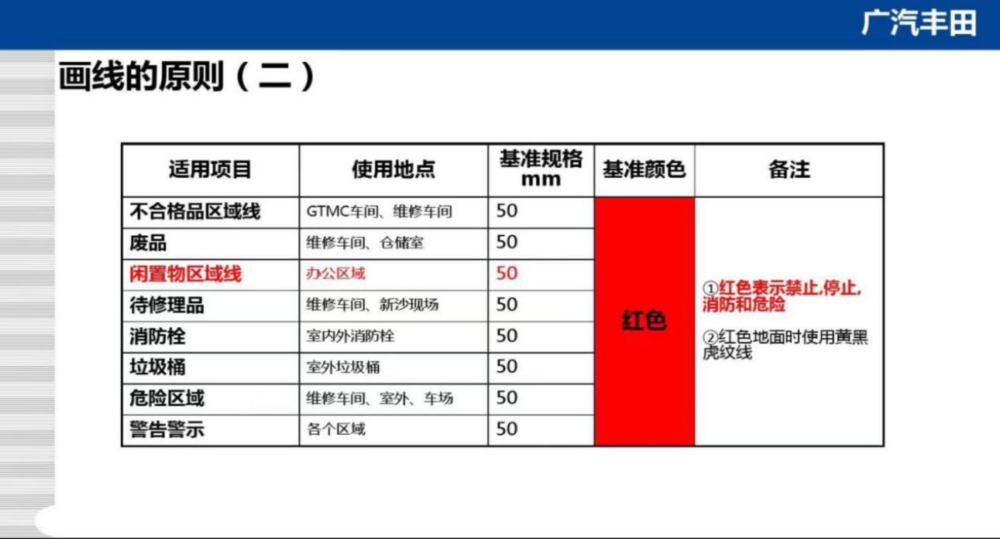 广汽丰田
画线的原则（二）
适用项目 使用地点 基准规格 mm 基准颜色 备注
不合格品区域线 GTMC车间、维修车间 50
废品 维修车间、仓储室 50
闲置物区域线 办公区域 50
待修理品 维修车间、新沙现场 50
消防栓 室内外消防栓 50
垃圾桶 室外垃圾桶 50
危险区域 维修车间、室外、车场 50
警告警示 各个区域 50
红色
①红色表示禁止,停止,
消防和危险
②红色地面时使用黄黑
虎纹线